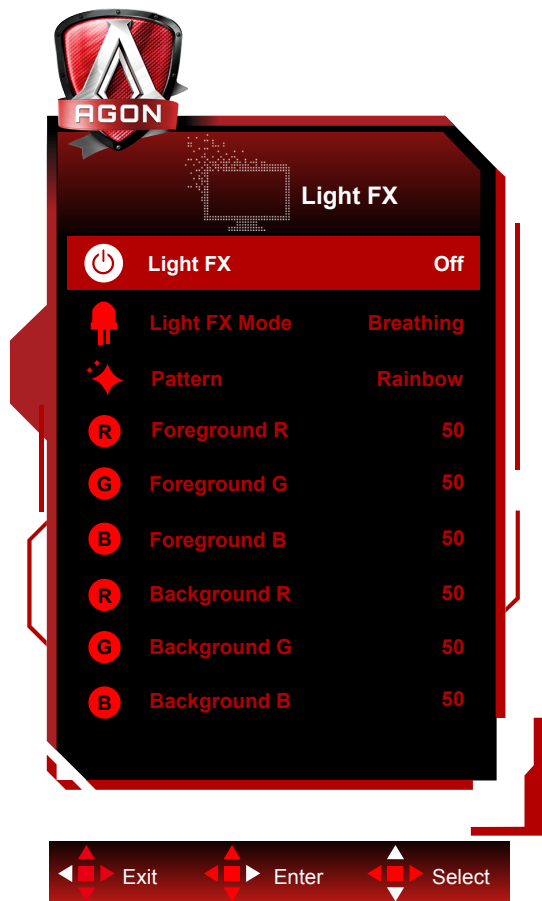 AGON
Light FX
Light FX Off
Light FX Mode Breathing
Pattern Rainbow
R Foreground R 50
G Foreground G 50
B Foreground B 50
R Background R 50
G Background G 50
B Background B 50
Exit Enter Select